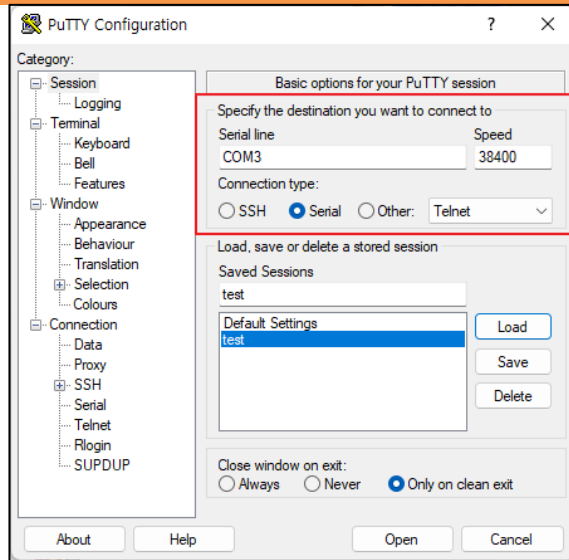 PuTTY Configuration ? ×
Category:
Session
Logging
Terminal
Keyboard
Bell
Features
Window
Appearance
Behaviour
Translation
Selection
Colours
Connection
Data
Proxy
SSH
Serial
Telnet
Rlogin
SUPDUP
Basic options for your PuTTY session
Specify the destination you want to connect to
Serial line Speed
COM3 38400
Connection type:
SSH Serial Other: Telnet
Load, save or delete a stored session
Saved Sessions
test
Default Settings
test
Load
Save
Delete
Close window on exit:
Always Never Only on clean exit
About Help Open Cancel